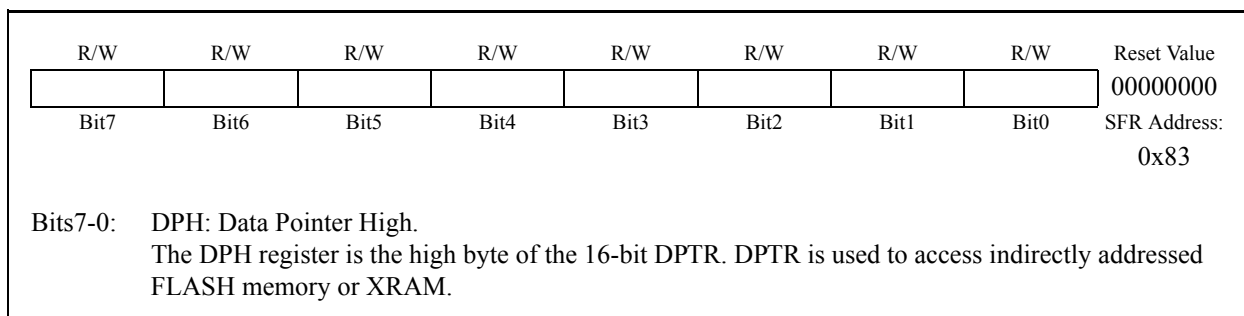 R/W R/W R/W R/W R/W R/W R/W R/W Reset Value
00000000
Bit7 Bit6 Bit5 Bit4 Bit3 Bit2 Bit1 Bit0 SFR Address:
0x83
Bits7-0: DPH: Data Pointer High.
The DPH register is the high byte of the 16-bit DPTR. DPTR is used to access indirectly addressed
FLASH memory or XRAM.